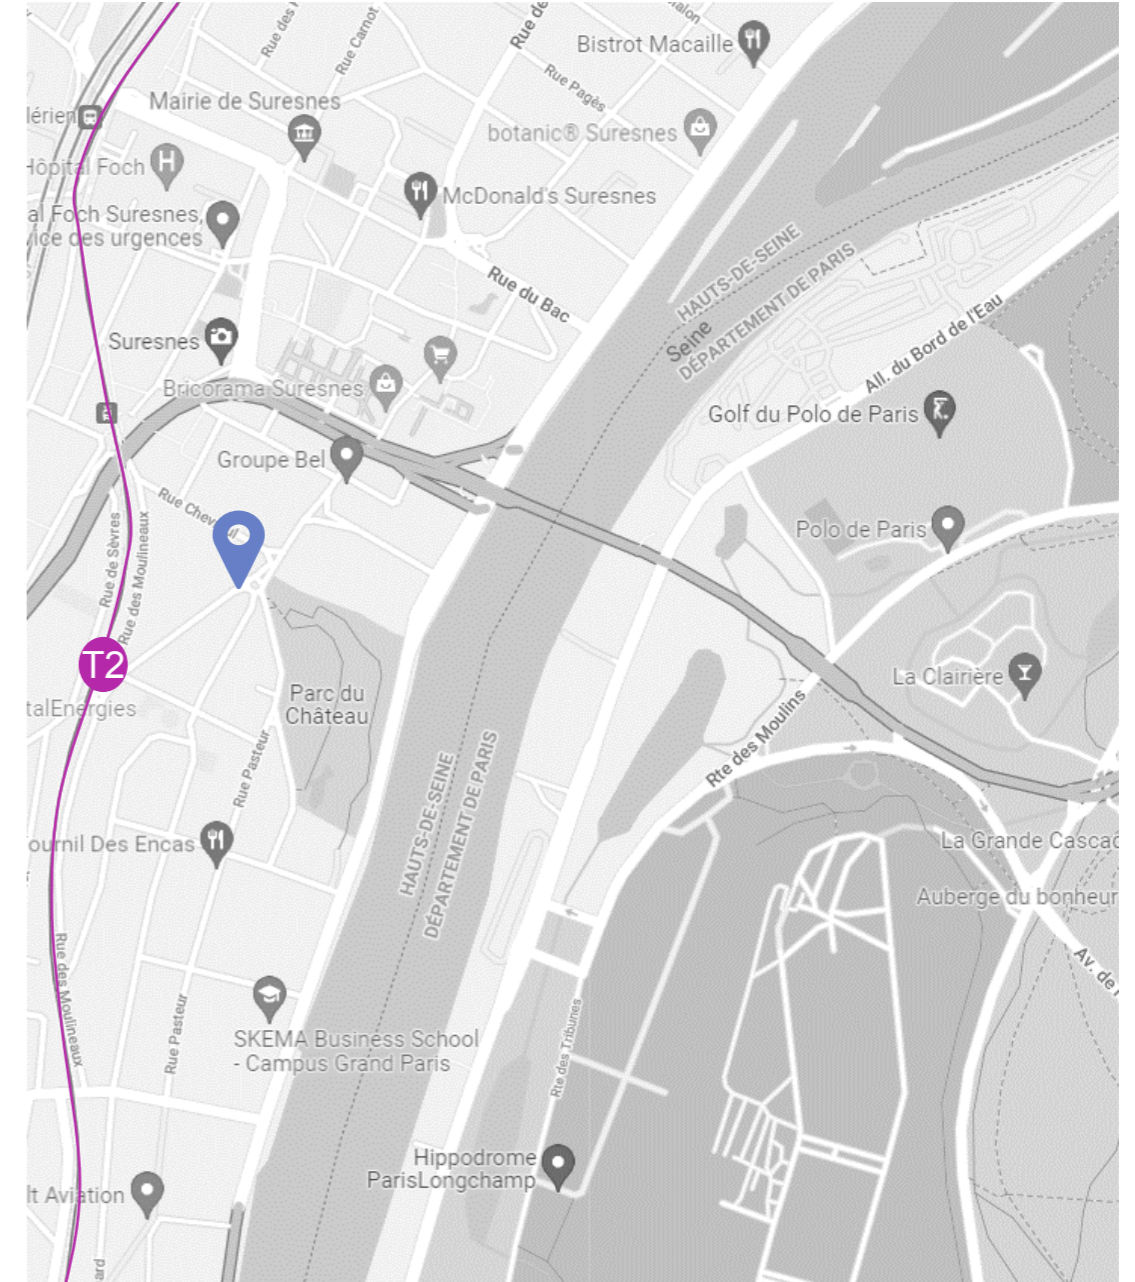 Rue de
Bistrot Macaille
Rue Carnot
Rue Pagès
Mairie de Suresnes
lérien
botanic® Suresnes
Hôpital Foch
McDonald's Suresnes
al Foch Suresnes,
vice des urgences
HAUTS-DE-SEINE
Seine
DÉPARTEMENT DE PARIS
Rue du Bac
All. du Bord de l'Eau
Suresnes
Bricorama Suresnes
Golf du Polo de Paris
Groupe Bel
Polo de Paris
Rue de Sèvres
Rue des Moulineaux
T2
La Clairière
Parc du
Château
talEnergies
Rte des Moulins
Rue Pasteur
HAUTS-DE-SEINE
DÉPARTEMENT DE PARIS
ournil Des Encas
La Grande Cascad
Auberge du bonheur
Rue des Moulineaux
Av. de
Rue Pasteur
SKEMA Business School
- Campus Grand Paris
Rte des Tribunes
Hippodrome
ParisLongchamp
lt Aviation
ard